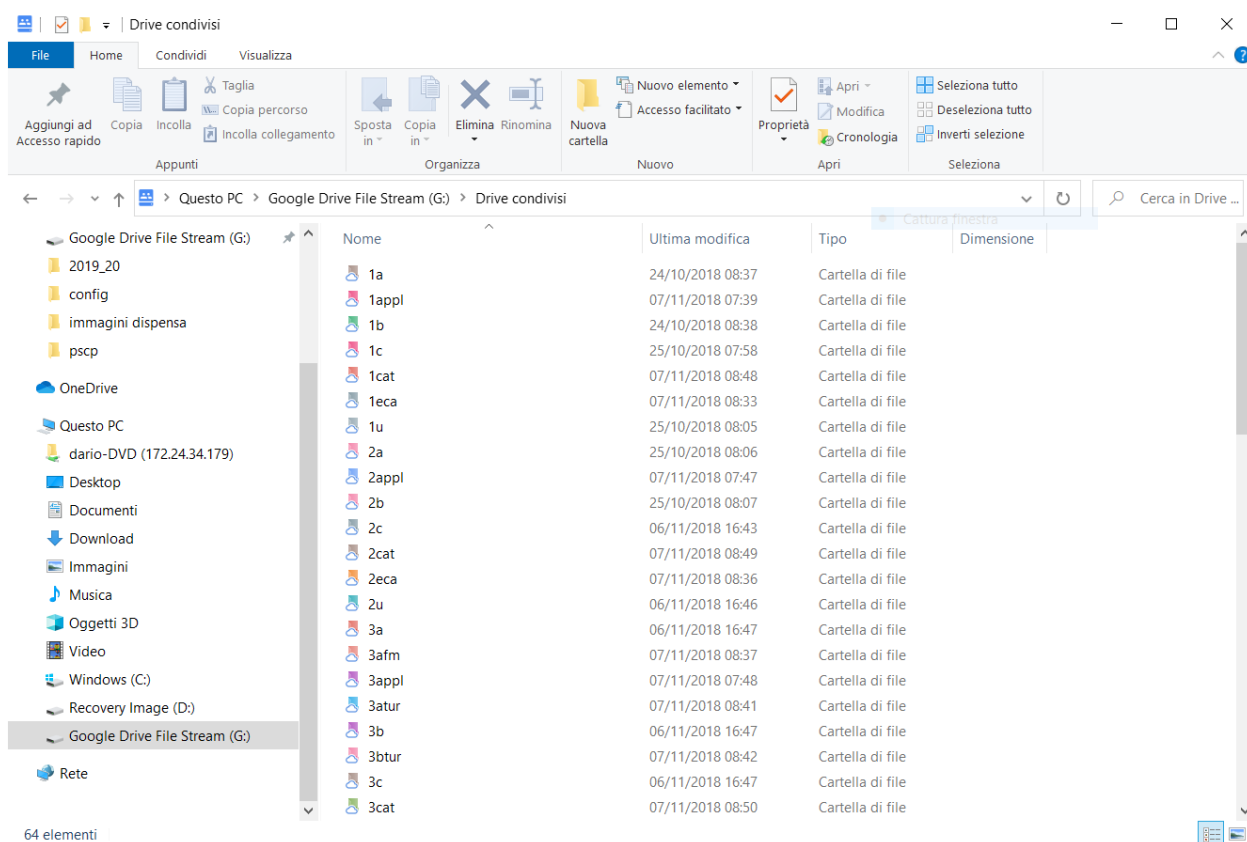 Drive condivisi
File Home Condividi Visualizza
Aggiungi ad Accesso rapido
Copia
Incolla
Taglia
Copia percorso
Incolla collegamento
Appunti
Sposta in
Copia in
Elimina
Rinomina
Organizza
Nuova cartella
Nuovo elemento
Accesso facilitato
Nuovo
Proprietà
Apri
Modifica
Cronologia
Apri
Seleziona tutto
Deseleziona tutto
Inverti selezione
Seleziona
Questo PC > Google Drive File Stream (G:) > Drive condivisi
Cerca in Drive ...
Cattura finestra
Google Drive File Stream (G:)
2019_20
config
immagini dispensa
pscp
OneDrive
Questo PC
dario-DVD (172.24.34.179)
Desktop
Documenti
Download
Immagini
Musica
Oggetti 3D
Video
Windows (C:)
Recovery Image (D:)
Google Drive File Stream (G:)
Rete
Nome Ultima modifica Tipo Dimensione
1a 24/10/2018 08:37 Cartella di file
1appl 07/11/2018 07:39 Cartella di file
1b 24/10/2018 08:38 Cartella di file
1c 25/10/2018 07:58 Cartella di file
1cat 07/11/2018 08:48 Cartella di file
1eca 07/11/2018 08:33 Cartella di file
1u 25/10/2018 08:05 Cartella di file
2a 25/10/2018 08:06 Cartella di file
2appl 07/11/2018 07:47 Cartella di file
2b 25/10/2018 08:07 Cartella di file
2c 06/11/2018 16:43 Cartella di file
2cat 07/11/2018 08:49 Cartella di file
2eca 07/11/2018 08:36 Cartella di file
2u 06/11/2018 16:46 Cartella di file
3a 06/11/2018 16:47 Cartella di file
3afm 07/11/2018 08:37 Cartella di file
3appl 07/11/2018 07:48 Cartella di file
3atur 07/11/2018 08:41 Cartella di file
3b 06/11/2018 16:47 Cartella di file
3btur 07/11/2018 08:42 Cartella di file
3c 06/11/2018 16:47 Cartella di file
3cat 07/11/2018 08:50 Cartella di file
64 elementi